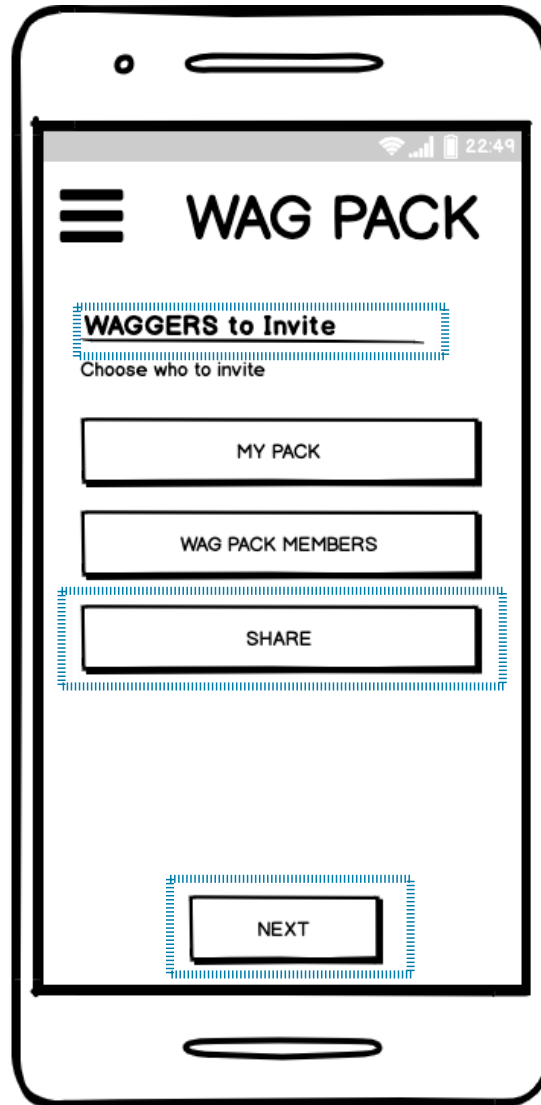 22:49
WAG PACK
WAGGERS to Invite
Choose who to invite
MY PACK
WAG PACK MEMBERS
SHARE
NEXT